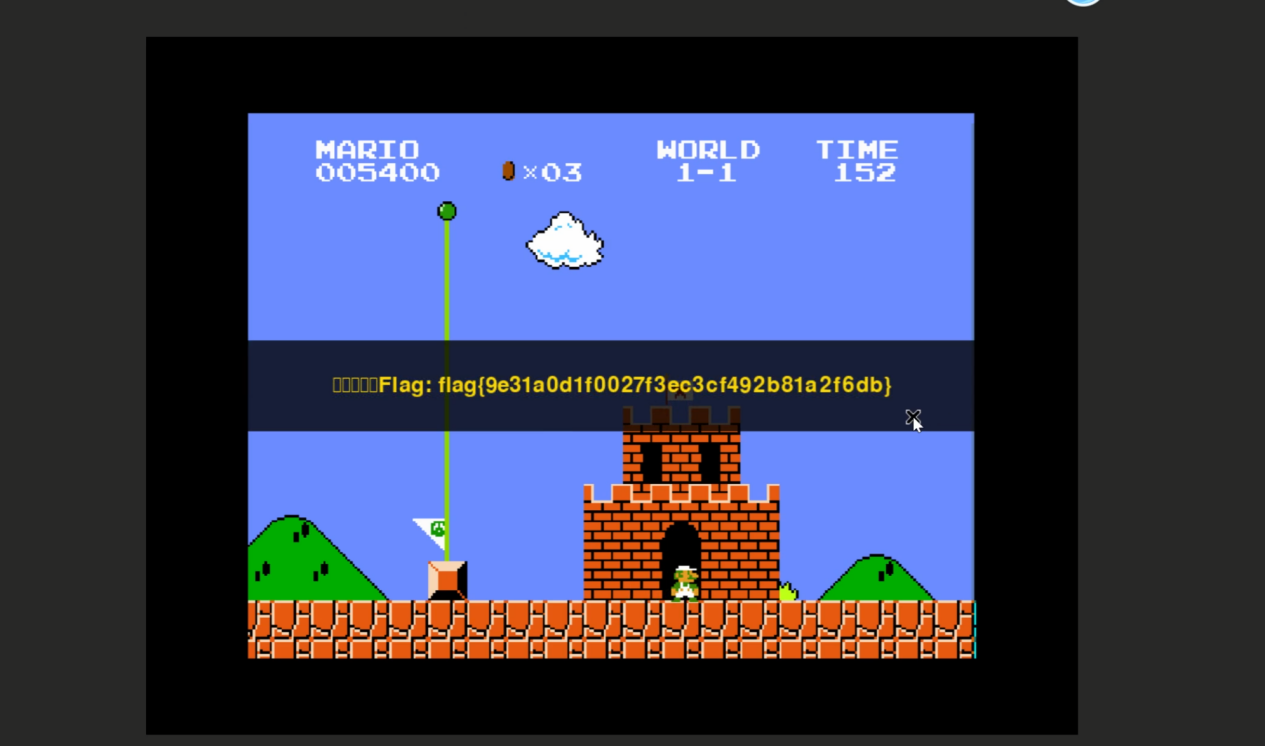 MARIO
WORLD
TIME
005400
×03
1-1
152
Flag: flag{9e31a0d1f0027f3ec3cf492b81a2f6db}